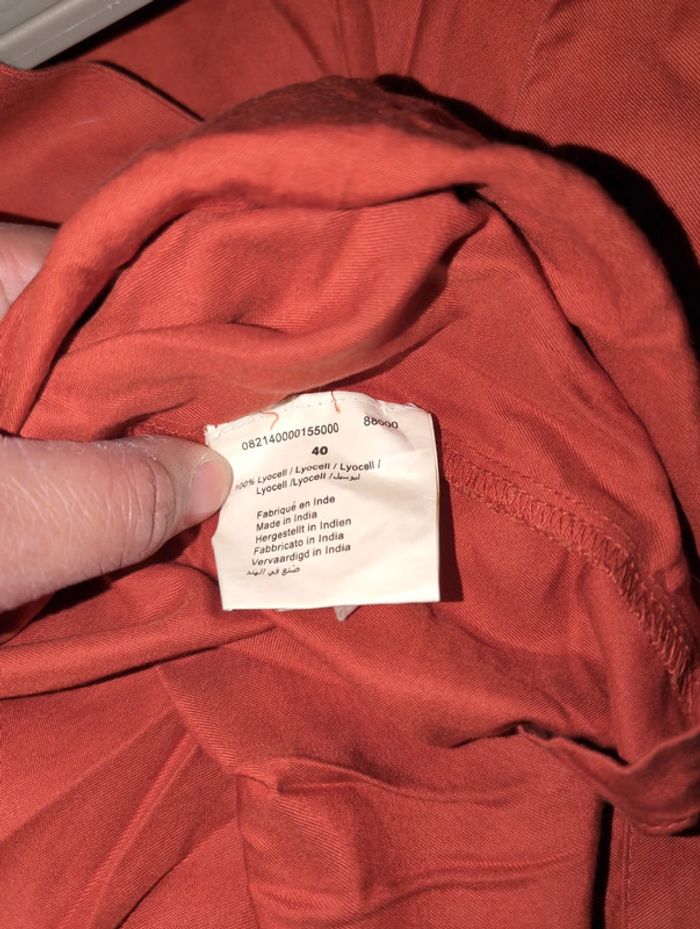 082140000155000 88000
40
100% Lyocell / Lyocell / Lyocell /
Lyocell /Lyocell / ليوسيل
Fabriqué en Inde
Made in India
Hergestellt in Indien
Fabbricato in India
Vervaardigd in India
صنع في الهند